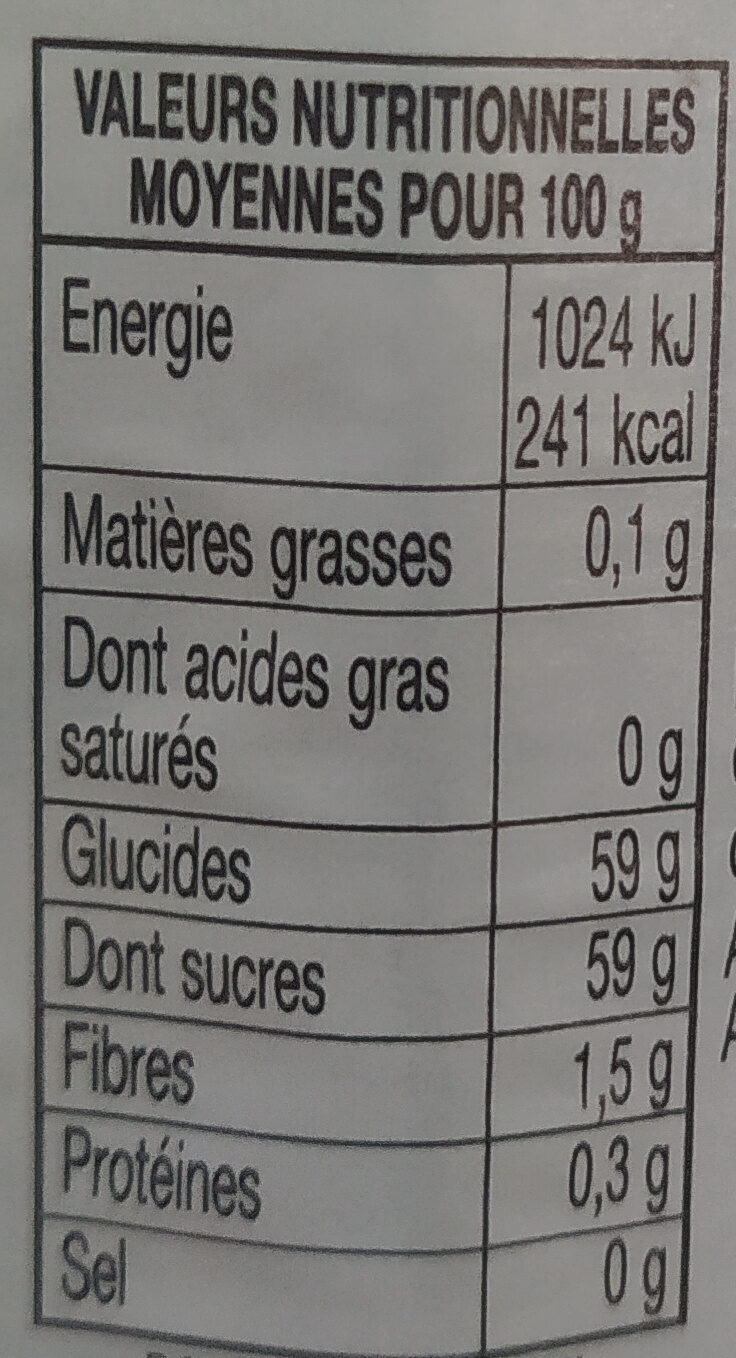 VALEURS NUTRITIONNELLES
MOYENNES POUR 100 g
Energie 1024 kJ
241 kcal
Matières grasses 0,1 g
Dont acides gras
saturés 0 g
Glucides 59 g
Dont sucres 59 g
Fibres 1,5 g
Protéines 0,3 g
Sel 0 g